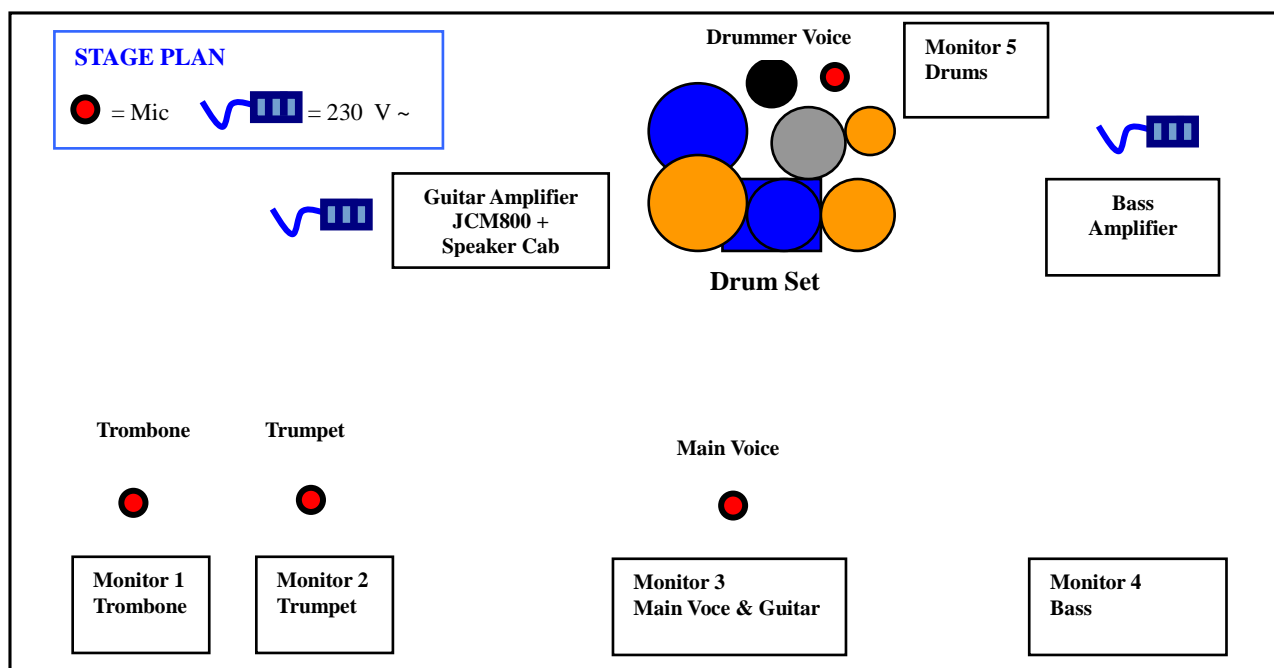 STAGE PLAN
= Mic
= 230 V ~
Drummer Voice
Monitor 5
Drums
Guitar Amplifier
JCM800 +
Speaker Cab
Bass
Amplifier
Drum Set
Trombone
Trumpet
Main Voice
Monitor 1
Trombone
Monitor 2
Trumpet
Monitor 3
Main Voce & Guitar
Monitor 4
Bass